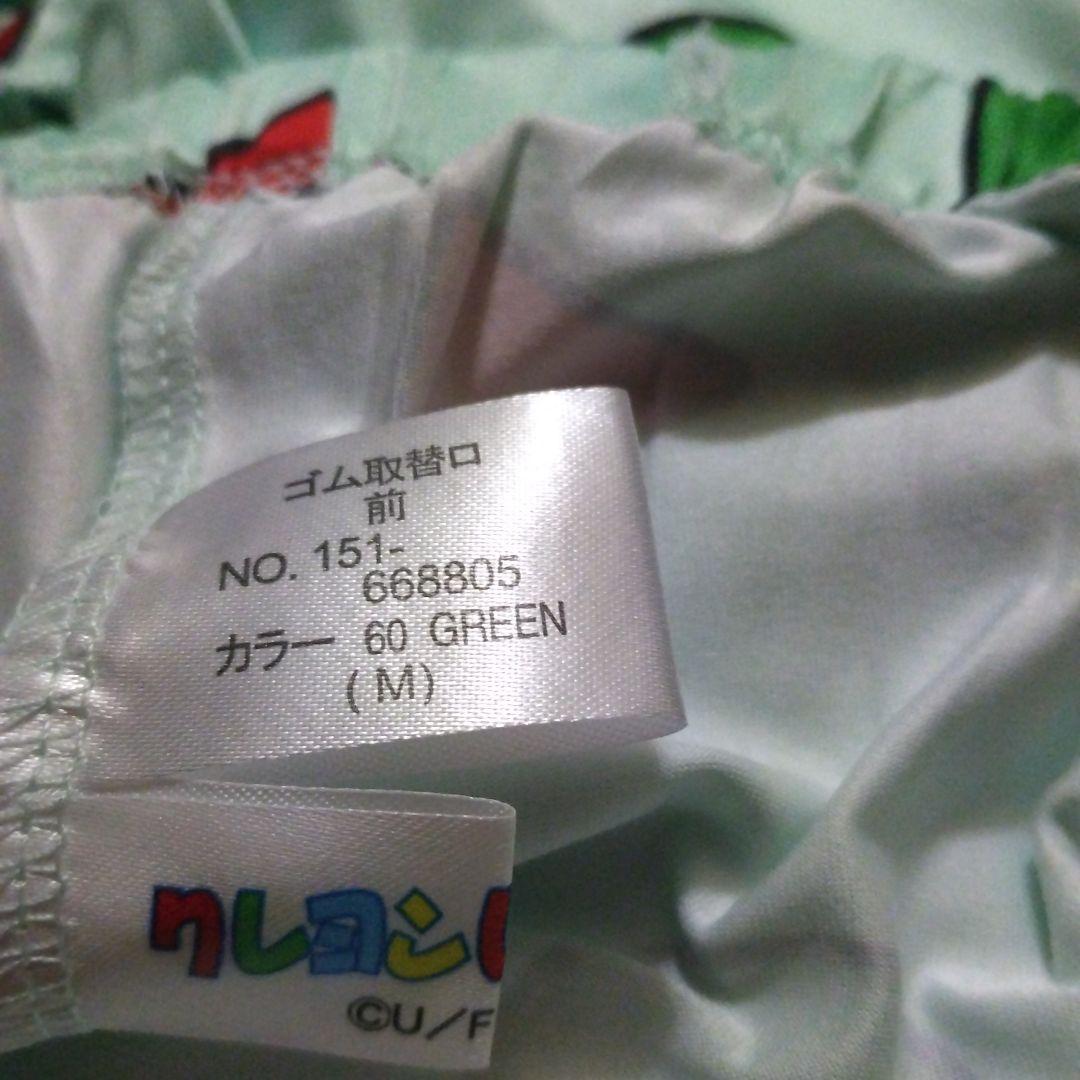 ゴム取替口
前
NO. 151-
668805
カラー 60 GREEN
(M)
クレヨン
©U/F